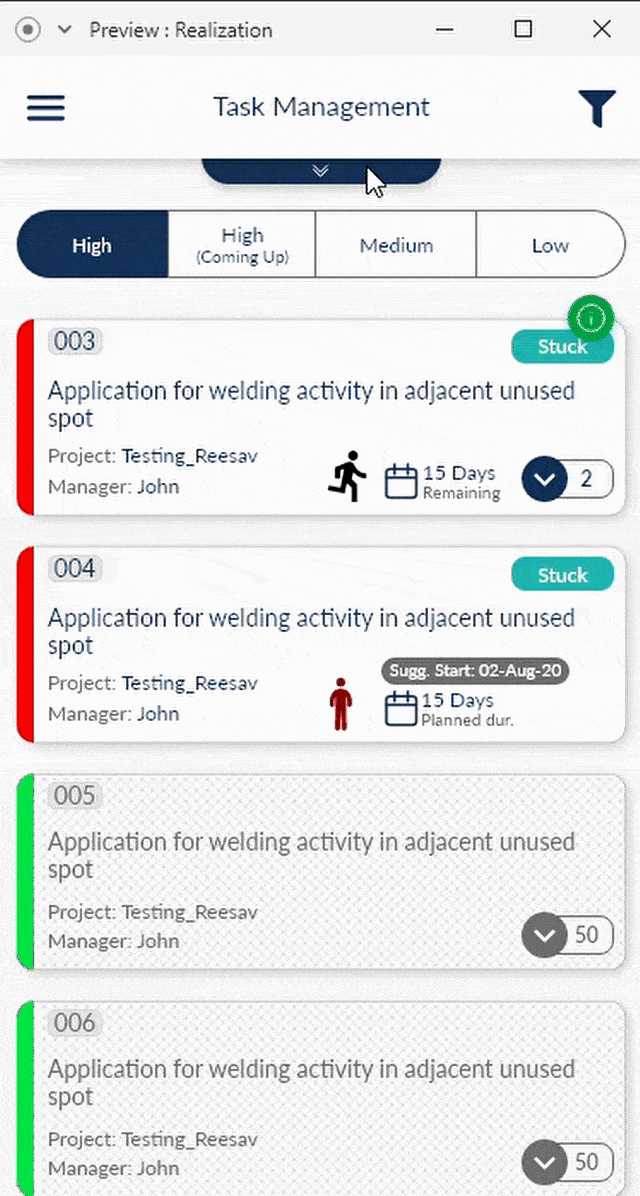 Preview : Realization
Task Management
High
High
(Coming Up)
Medium
Low
003
Stuck
Application for welding activity in adjacent unused
spot
Project: Testing_Reesav
Manager: John
15 Days
Remaining
2
004
Stuck
Application for welding activity in adjacent unused
spot
Project: Testing_Reesav
Manager: John
Sugg. Start: 02-Aug-20
15 Days
Planned dur.
005
Application for welding activity in adjacent unused
spot
Project: Testing_Reesav
Manager: John
50
006
Application for welding activity in adjacent unused
spot
Project: Testing_Reesav
Manager: John
50